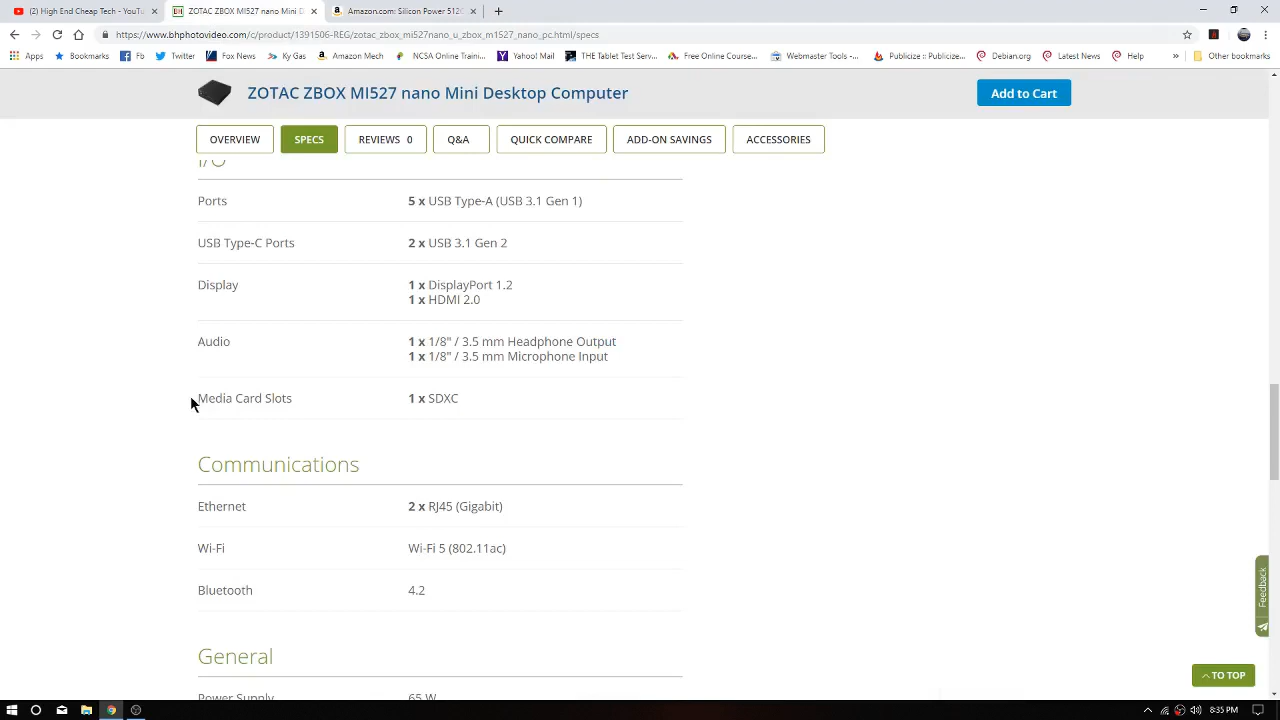 (2) High End Cheap Tech - YouTu
ZOTAC ZBOX MI527 nano Mini D
Amazon.com: Silicon Power 512G
https://www.bhphotovideo.com/c/product/1391506-REG/zotac_zbox_mi527nano_u_zbox_m1527_nano_pc.html/specs
Apps
Bookmarks
Fb
Twitter
Fox News
Ky Gas
Amazon Mech
NCSA Online Train...
Yahoo! Mail
THE Tablet Test Serv...
Free Online Course...
Webmaster Tools -...
Publicize :: Publicize...
Debian.org
Latest News
Help
»
Other bookmarks
ZOTAC ZBOX MI527 nano Mini Desktop Computer
Add to Cart
OVERVIEW
SPECS
REVIEWS 0
Q&A
QUICK COMPARE
ADD-ON SAVINGS
ACCESSORIES
I/O
Ports
5 x USB Type-A (USB 3.1 Gen 1)
USB Type-C Ports
2 x USB 3.1 Gen 2
Display
1 x DisplayPort 1.2
1 x HDMI 2.0
Audio
1 x 1/8" / 3.5 mm Headphone Output
1 x 1/8" / 3.5 mm Microphone Input
Media Card Slots
1 x SDXC
Communications
Ethernet
2 x RJ45 (Gigabit)
Wi-Fi
Wi-Fi 5 (802.11ac)
Bluetooth
4.2
General
Power Supply
65 W
Feedback
TO TOP
8:35 PM